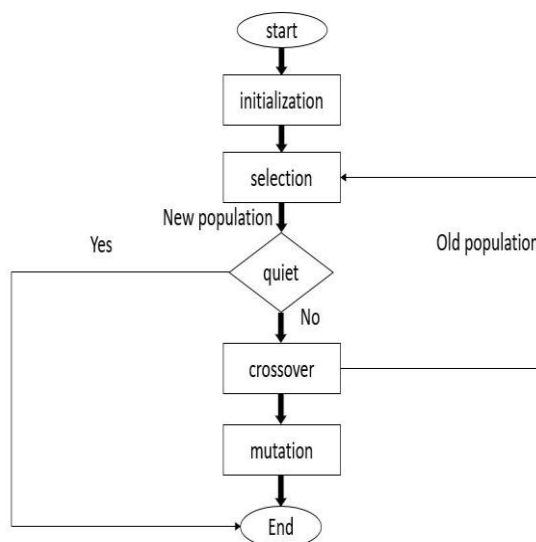 start
initialization
selection
New population
Yes
Old population
quiet
No
crossover
mutation
End